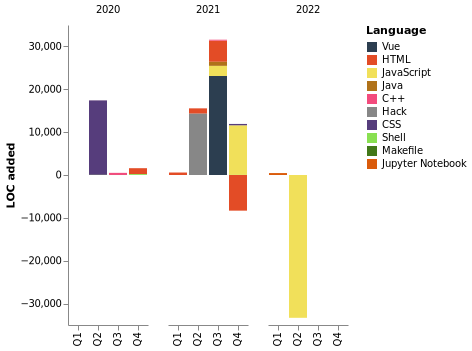 2020 2021 2022
LOC added
30,000
20,000
10,000
0
−10,000
−20,000
−30,000
Q1 Q2 Q3 Q4 Q1 Q2 Q3 Q4 Q1 Q2 Q3 Q4
Language
Vue
HTML
JavaScript
Java
C++
Hack
CSS
Shell
Makefile
Jupyter Notebook